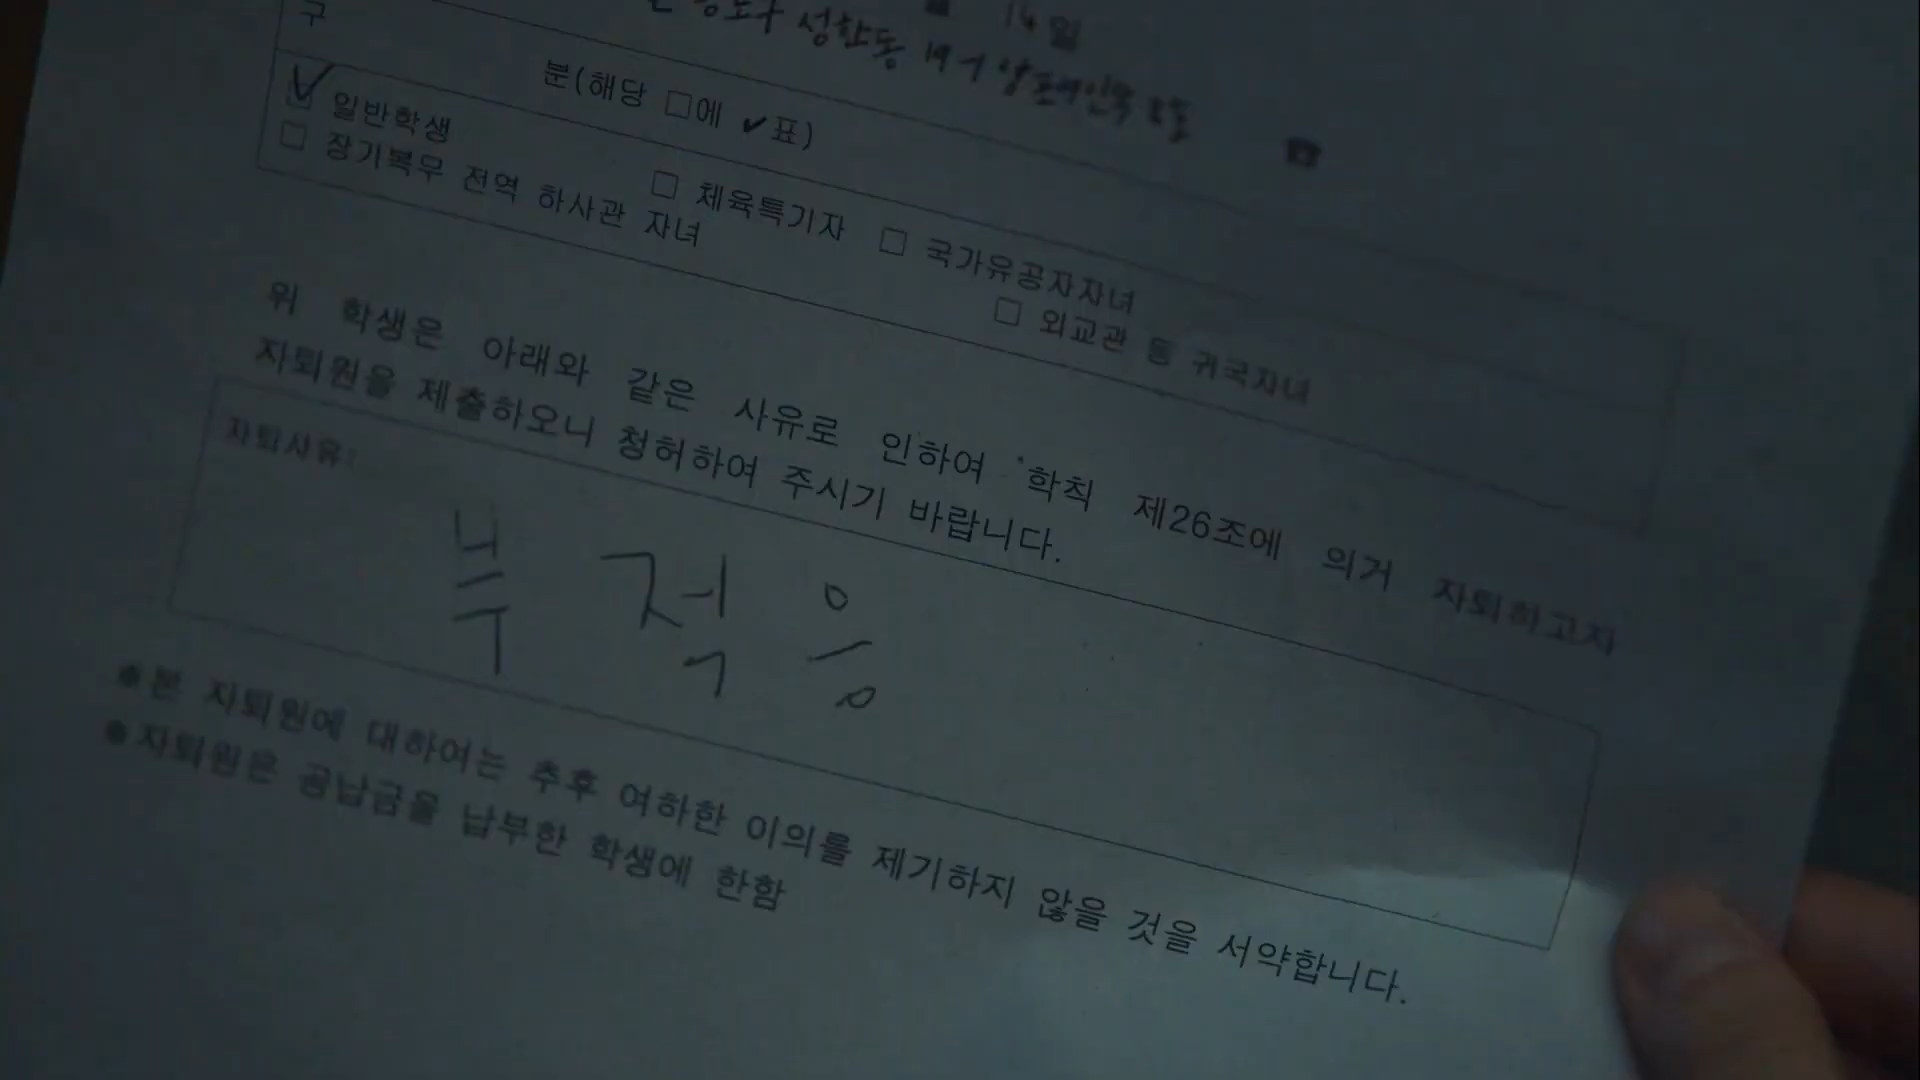 14일
성한동
구 분(해당 □에 ✔표)
☑ 일반학생 □ 체육특기자 □ 국가유공자자녀
□ 장기복무 전역 하사관 자녀 □ 외교관 등 귀국자녀
위 학생은 아래와 같은 사유로 인하여 학칙 제26조에 의거 자퇴하고자
자퇴원을 제출하오니 청허하여 주시기 바랍니다.
자퇴사유:
부적응
●본 자퇴원에 대하여는 추후 여하한 이의를 제기하지 않을 것을 서약합니다.
●자퇴원은 공납금을 납부한 학생에 한함